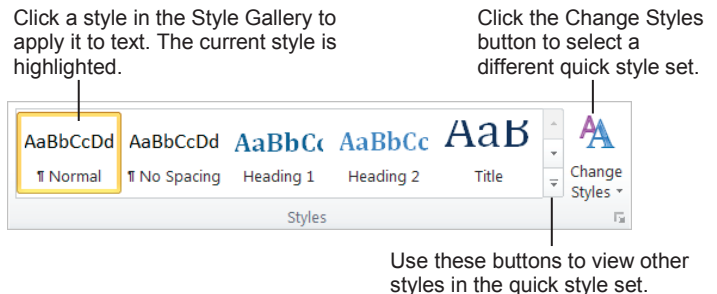 Click a style in the Style Gallery to
apply it to text. The current style is
highlighted.
Click the Change Styles
button to select a
different quick style set.
AaBbCcDd AaBbCcDd AaBbCc AaBbCc AaB
¶ Normal ¶ No Spacing Heading 1 Heading 2 Title
Change
Styles
Styles
Use these buttons to view other
styles in the quick style set.